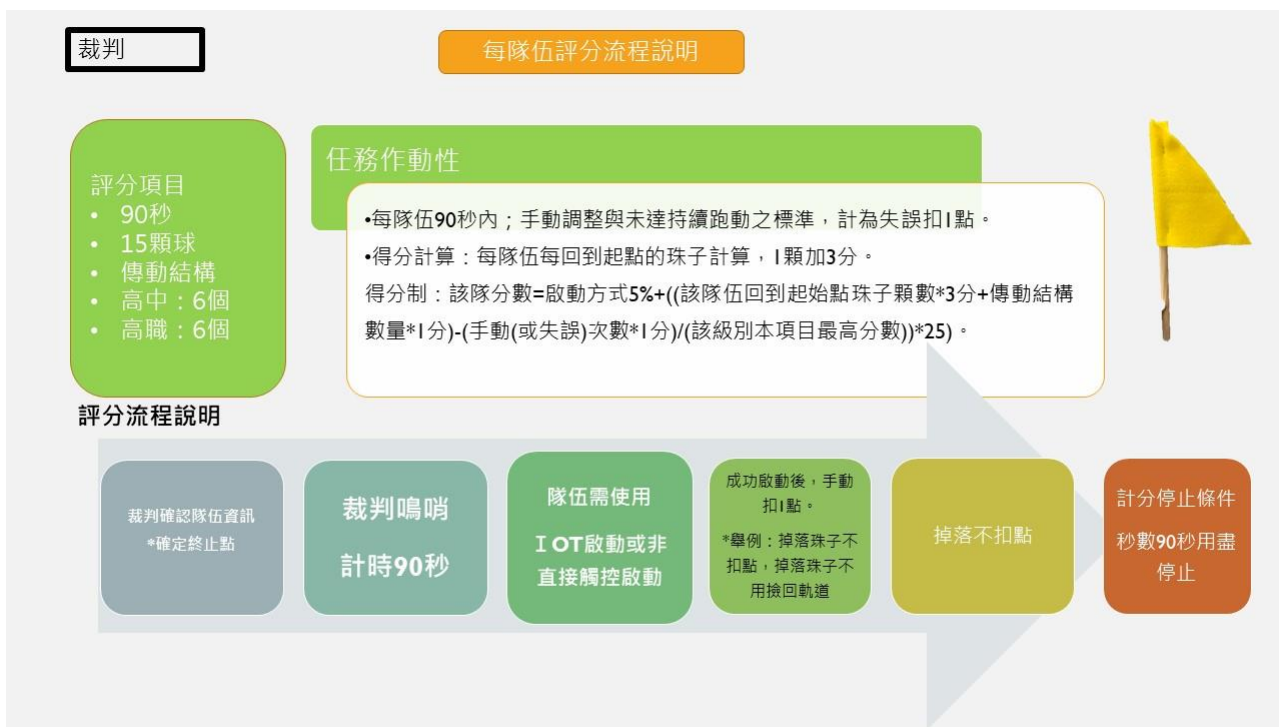 裁判
每隊伍評分流程說明
評分項目
• 90秒
• 15顆球
• 傳動結構
• 高中：6個
• 高職：6個
任務作動性
•每隊伍90秒內；手動調整與未達持續跑動之標準，計為失誤扣1點。
•得分計算：每隊伍每回到起點的珠子計算，1顆加3分。
得分制：該隊分數=啟動方式5%+((該隊伍回到起始點珠子顆數*3分+傳動結構
數量*1分)-(手動(或失誤)次數*1分)/(該級別本項目最高分數))*25)。
評分流程說明
裁判確認隊伍資訊
*確定終止點
裁判鳴哨
計時90秒
隊伍需使用
IOT啟動或非
直接觸控啟動
成功啟動後，手動
扣1點。
*舉例：掉落珠子不
扣點，掉落珠子不
用撿回軌道
掉落不扣點
計分停止條件
秒數90秒用盡
停止